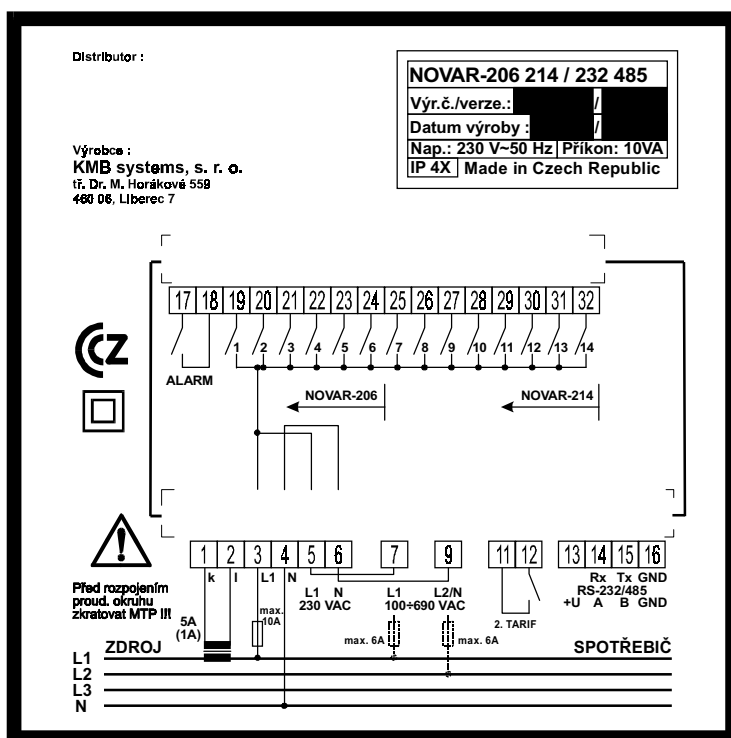 Distributor :
NOVAR-206 214 / 232 485
Výr.č./verze.: /
Datum výroby : /
Nap.: 230 V~50 Hz Příkon: 10VA
IP 4X Made in Czech Republic
Výrobce :
KMB systems, s. r. o.
tř. Dr. M. Horákové 559
460 06, Liberec 7
17 18 19 20 21 22 23 24 25 26 27 28 29 30 31 32
1 2 3 4 5 6 7 8 9 10 11 12 13 14
ALARM
CZ
NOVAR-206 NOVAR-214
1 2 3 4 5 6 7 9 11 12 13 14 15 16
k l L1 N
L1 N
230 VAC
L1 L2/N
100÷690 VAC
Rx Tx GND
RS-232/485
+U A B GND
Před rozpojením
proud. okruhu
zkratovat MTP !!!
5A
(1A)
max.
10A
max. 6A
max. 6A
2. TARIF
ZDROJ SPOTŘEBIČ
L1
L2
L3
N